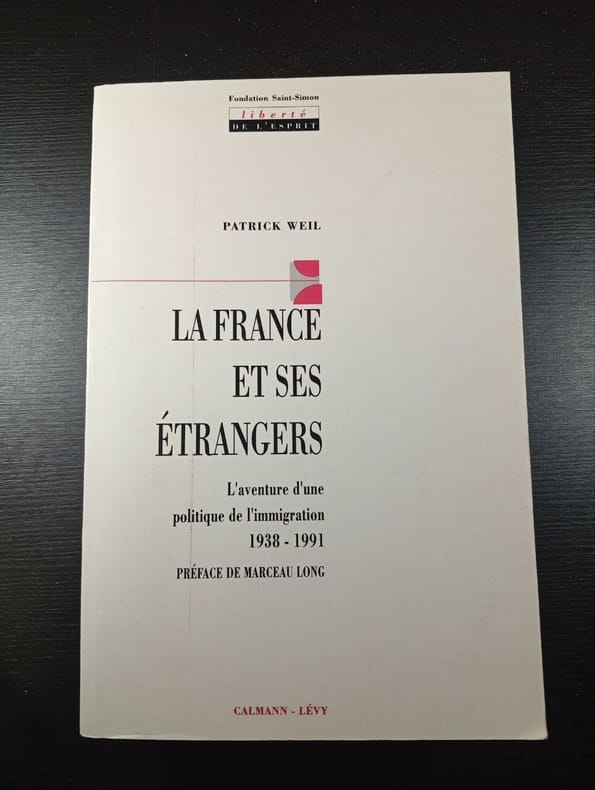 Fondation Saint-Simon
liberté
DE L'ESPRIT
PATRICK WEIL
LA FRANCE
ET SES
ÉTRANGERS
L'aventure d'une
politique de l'immigration
1938 - 1991
PRÉFACE DE MARCEAU LONG
CALMANN - LÉVY